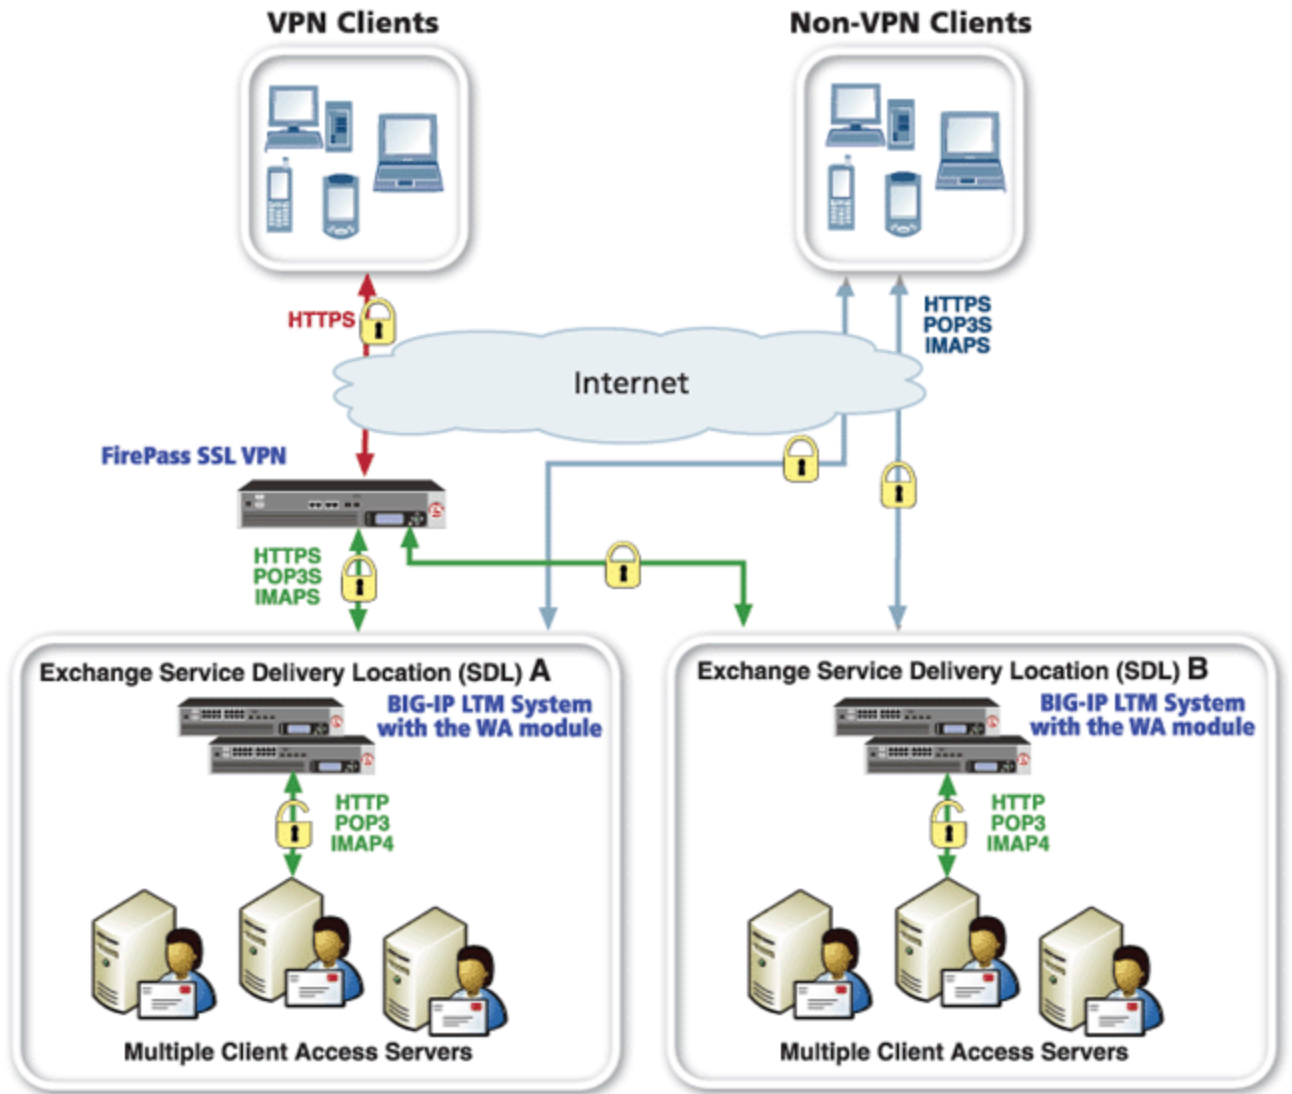 VPN Clients
Non-VPN Clients
HTTPS
HTTPS
POP3S
IMAPS
Internet
FirePass SSL VPN
HTTPS
POP3S
IMAPS
Exchange Service Delivery Location (SDL) A
BIG-IP LTM System
with the WA module
HTTP
POP3
IMAP4
Multiple Client Access Servers
Exchange Service Delivery Location (SDL) B
BIG-IP LTM System
with the WA module
HTTP
POP3
IMAP4
Multiple Client Access Servers